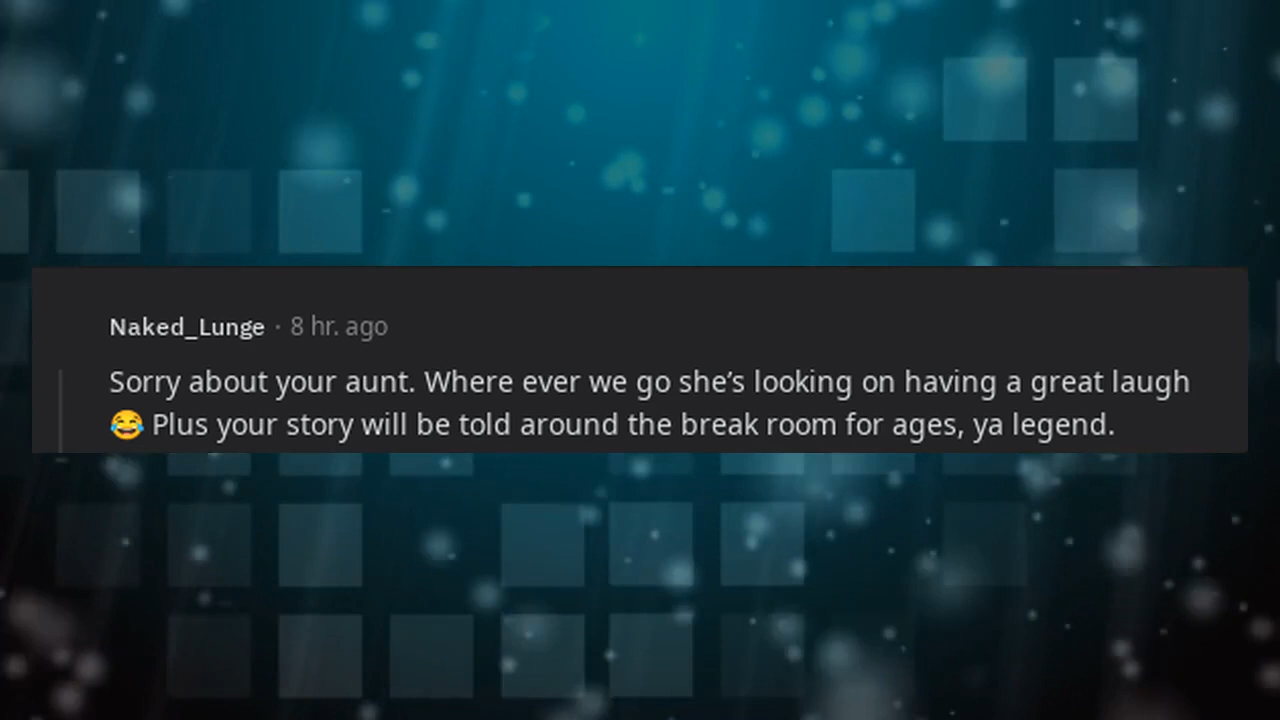 Naked_Lunge · 8 hr. ago
Sorry about your aunt. Where ever we go she’s looking on having a great laugh
😂 Plus your story will be told around the break room for ages, ya legend.